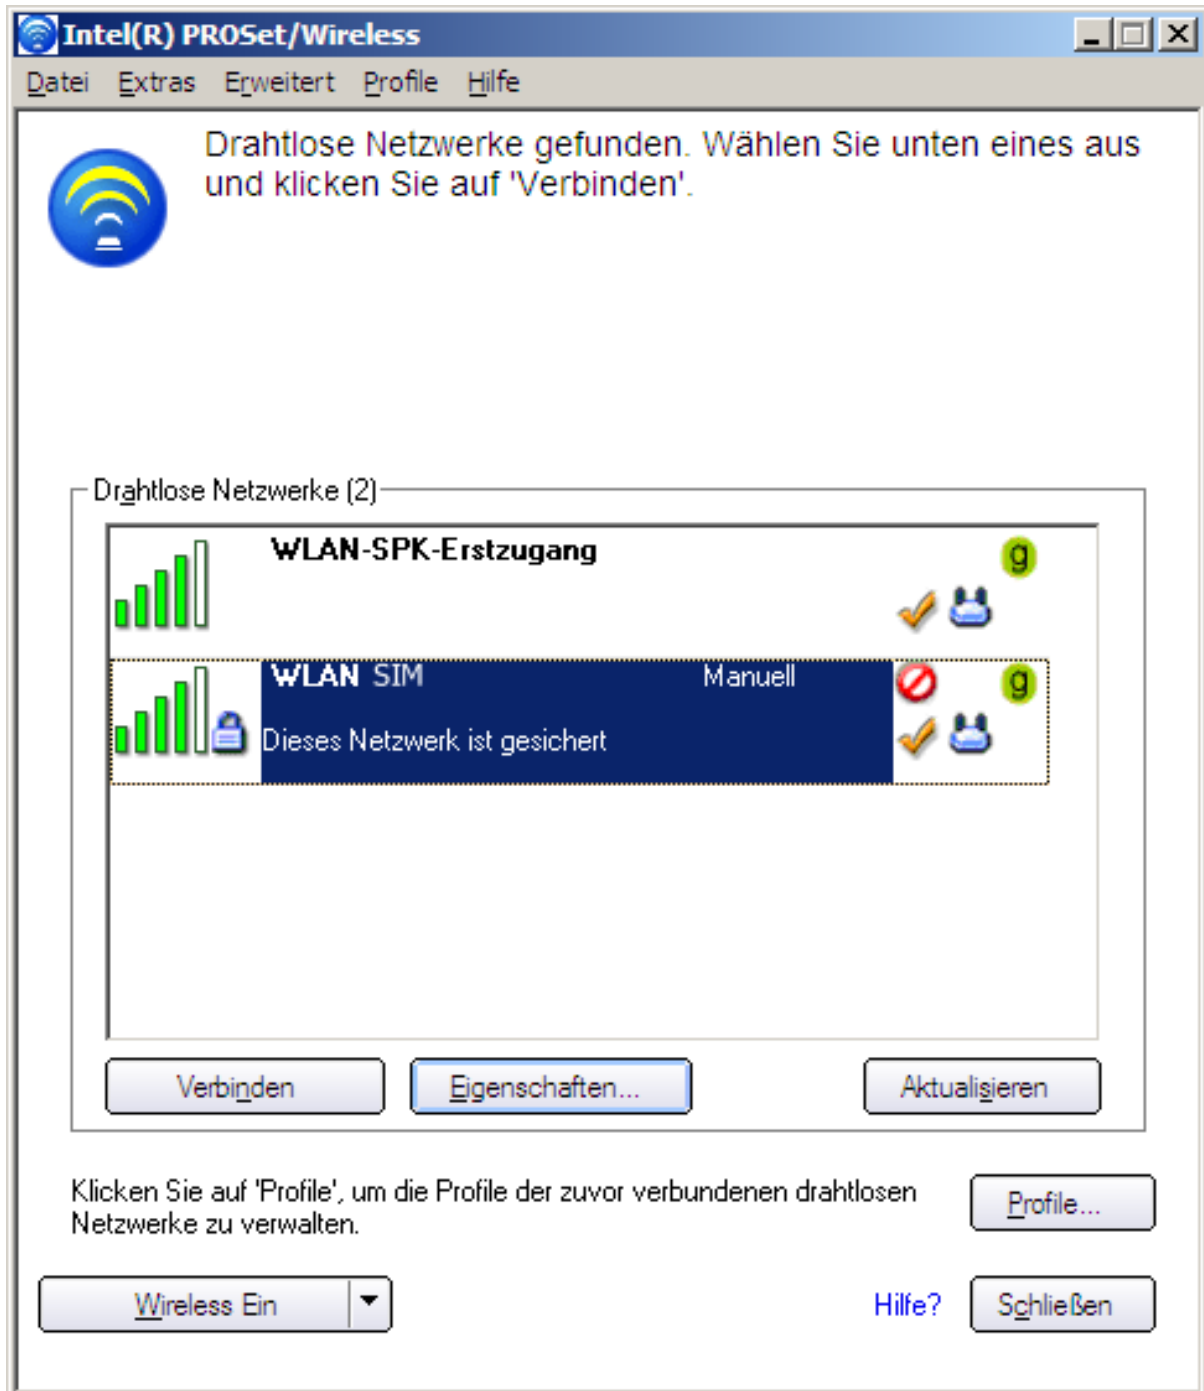 Intel(R) PROSet/Wireless
Datei Extras Erweitert Profile Hilfe
Drahtlose Netzwerke gefunden. Wählen Sie unten eines aus
und klicken Sie auf 'Verbinden'.
Drahtlose Netzwerke (2)
WLAN-SPK-Erstzugang
g
WLAN SIM Manuell
g
Dieses Netzwerk ist gesichert
Verbinden Eigenschaften... Aktualisieren
Klicken Sie auf 'Profile', um die Profile der zuvor verbundenen drahtlosen
Netzwerke zu verwalten.
Profile...
Wireless Ein Hilfe? Schließen